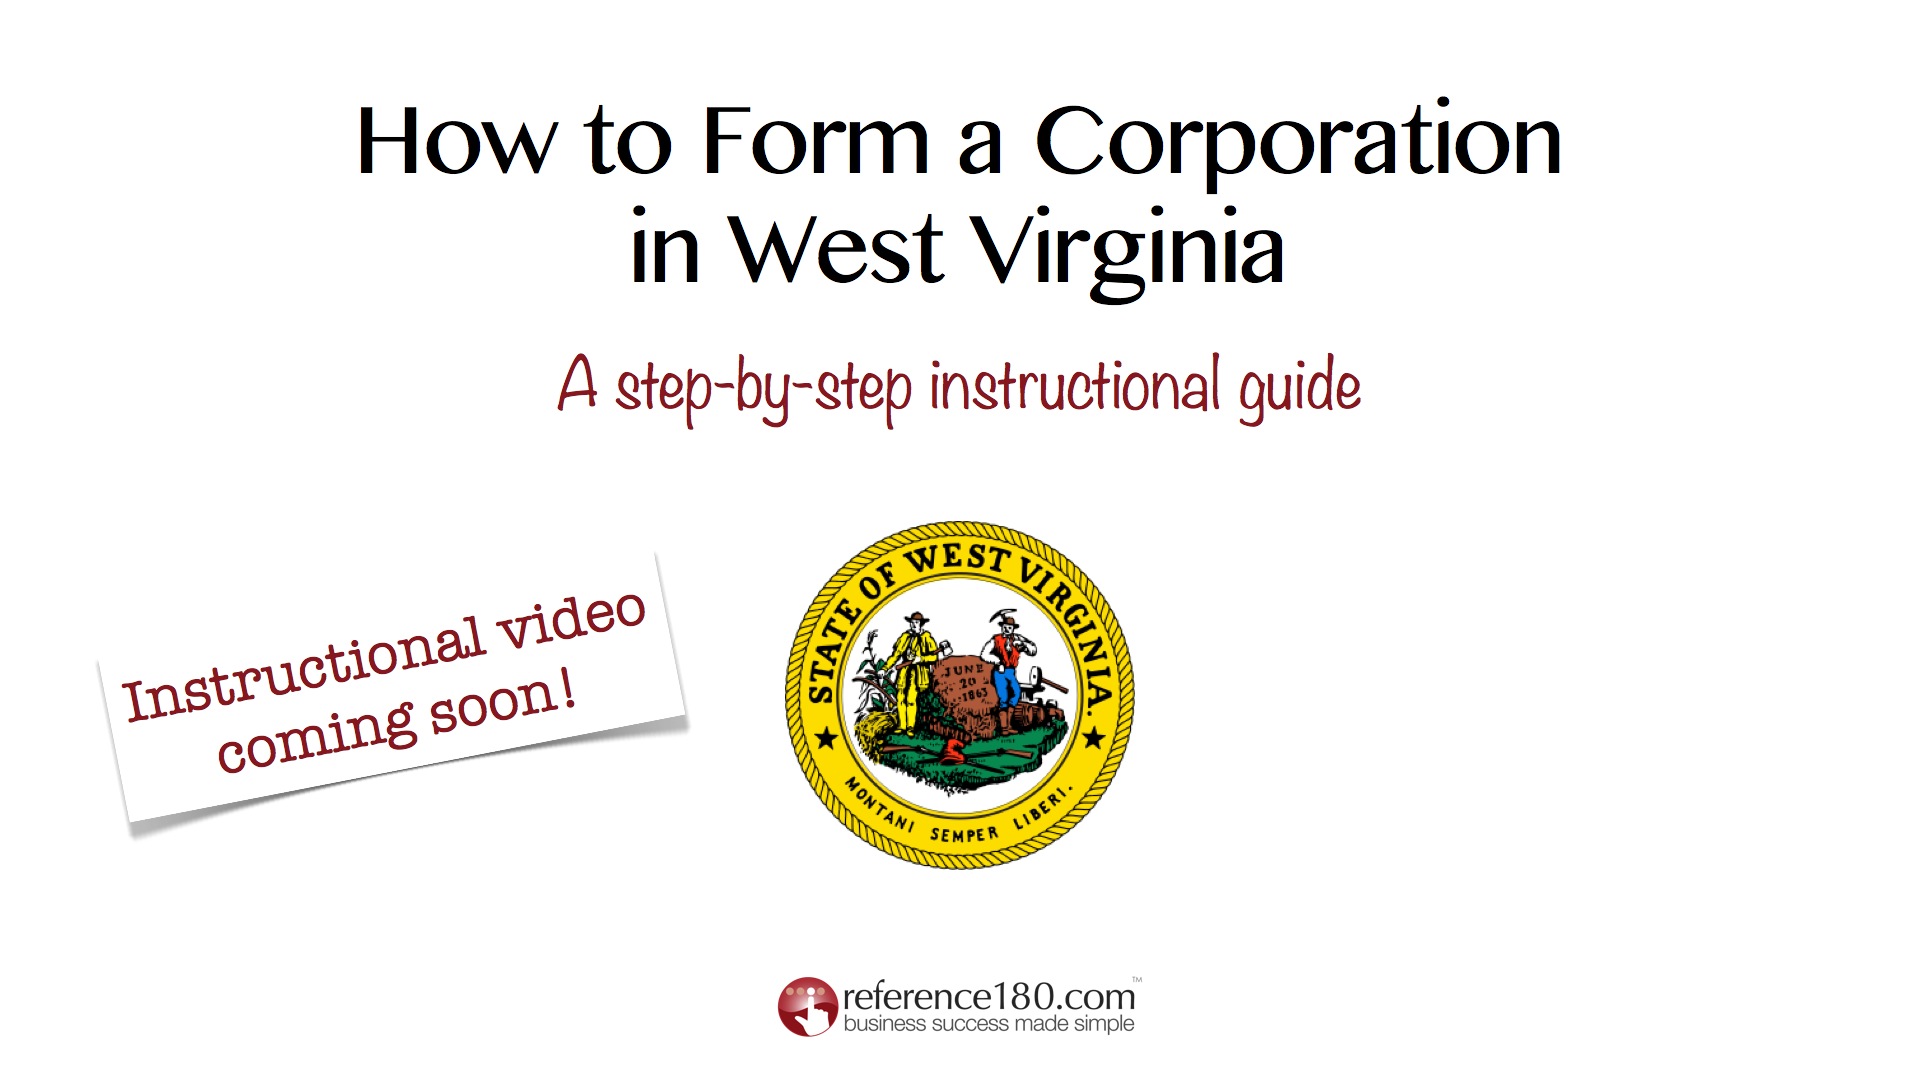 How to Form a Corporation
in West Virginia
A step-by-step instructional guide
Instructional video
coming soon!
STATE OF WEST VIRGINIA.
JUNE
20
1863
MONTANI SEMPER LIBERI.
reference180.com™
business success made simple